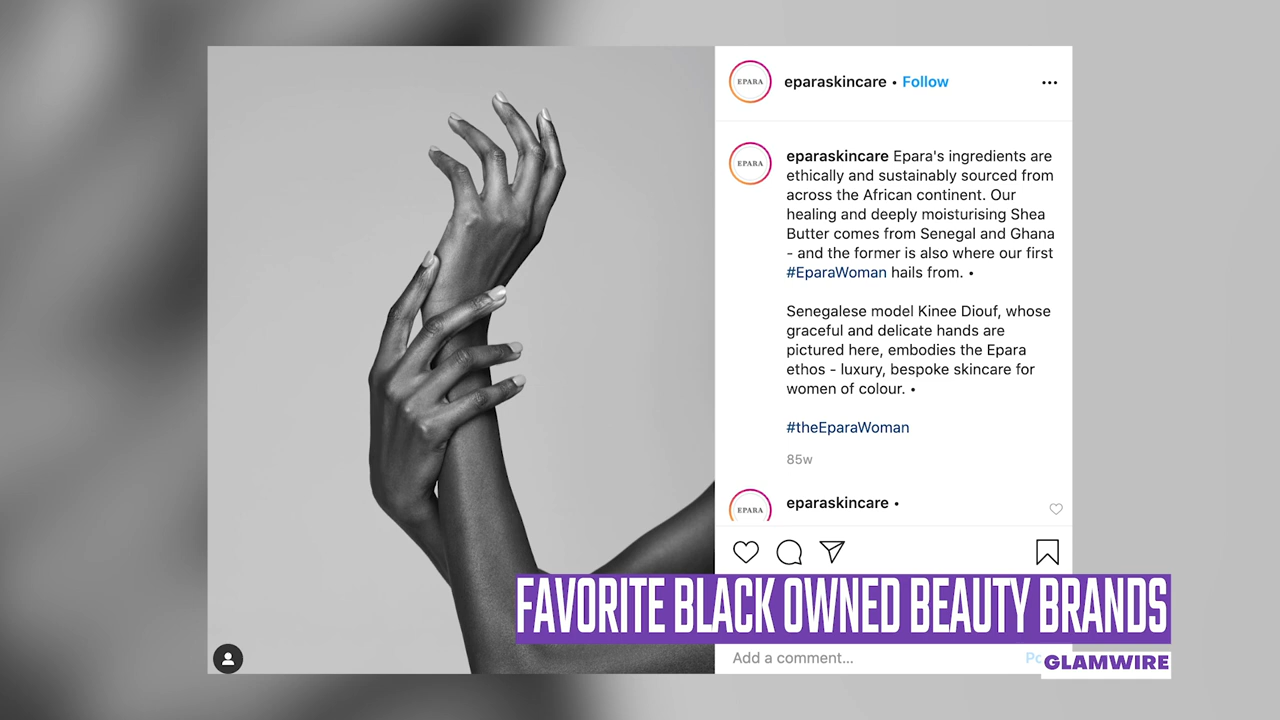 EPARA
eparaskincare • Follow
EPARA
eparaskincare Epara's ingredients are
ethically and sustainably sourced from
across the African continent. Our
healing and deeply moisturising Shea
Butter comes from Senegal and Ghana
- and the former is also where our first
#EparaWoman hails from. •
Senegalese model Kinee Diouf, whose
graceful and delicate hands are
pictured here, embodies the Epara
ethos - luxury, bespoke skincare for
women of colour. •
#theEparaWoman
85w
EPARA
eparaskincare •
FAVORITE BLACK OWNED BEAUTY BRANDS
Add a comment...
GLAMWIRE